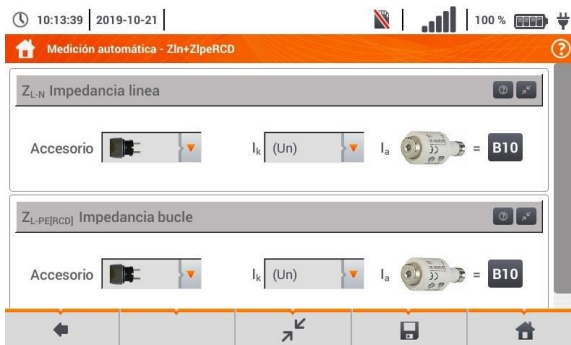 10:13:39 2019-10-21 100 %
Medición automática - Zln+ZlpeRCD ?
ZL-N Impedancia linea
Accesorio Ik (Un) Ia = B10
ZL-PE[RCD] Impedancia bucle
Accesorio Ik (Un) Ia = B10